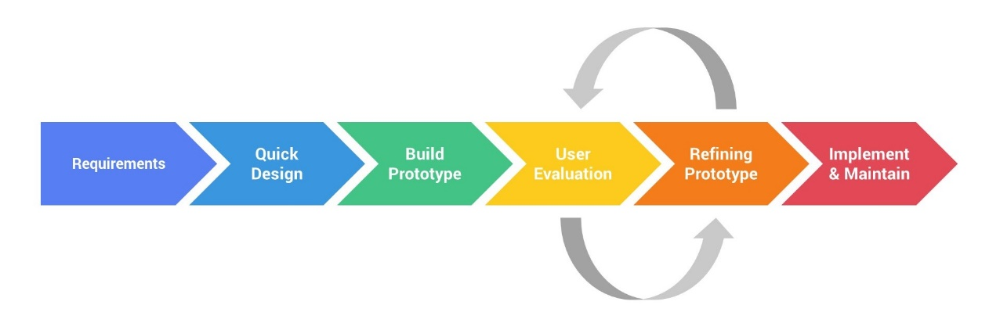 Requirements
Quick
Design
Build
Prototype
User
Evaluation
Refining
Prototype
Implement
& Maintain